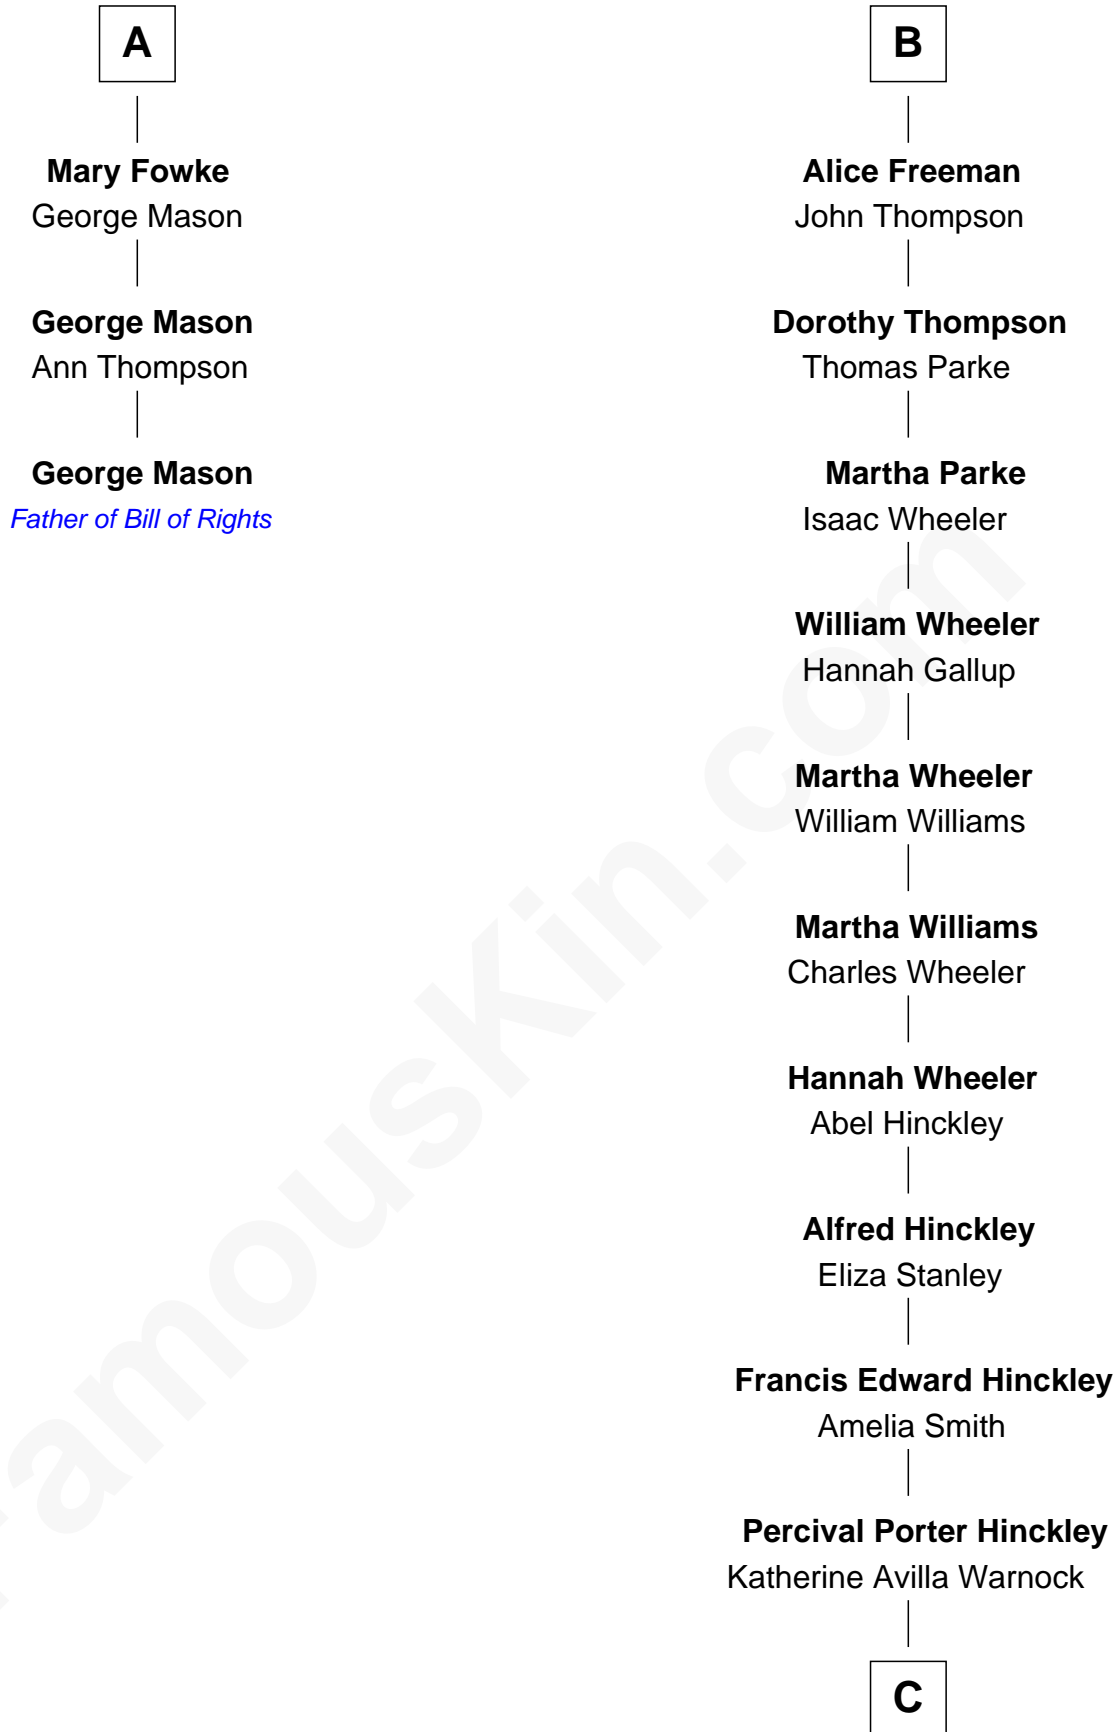 A
Mary Fowke
George Mason
George Mason
Ann Thompson
George Mason
Father of Bill of Rights
B
Alice Freeman
John Thompson
Dorothy Thompson
Thomas Parke
Martha Parke
Isaac Wheeler
William Wheeler
Hannah Gallup
Martha Wheeler
William Williams
Martha Williams
Charles Wheeler
Hannah Wheeler
Abel Hinckley
Alfred Hinckley
Eliza Stanley
Francis Edward Hinckley
Amelia Smith
Percival Porter Hinckley
Katherine Avilla Warnock
C
FamousKin.com